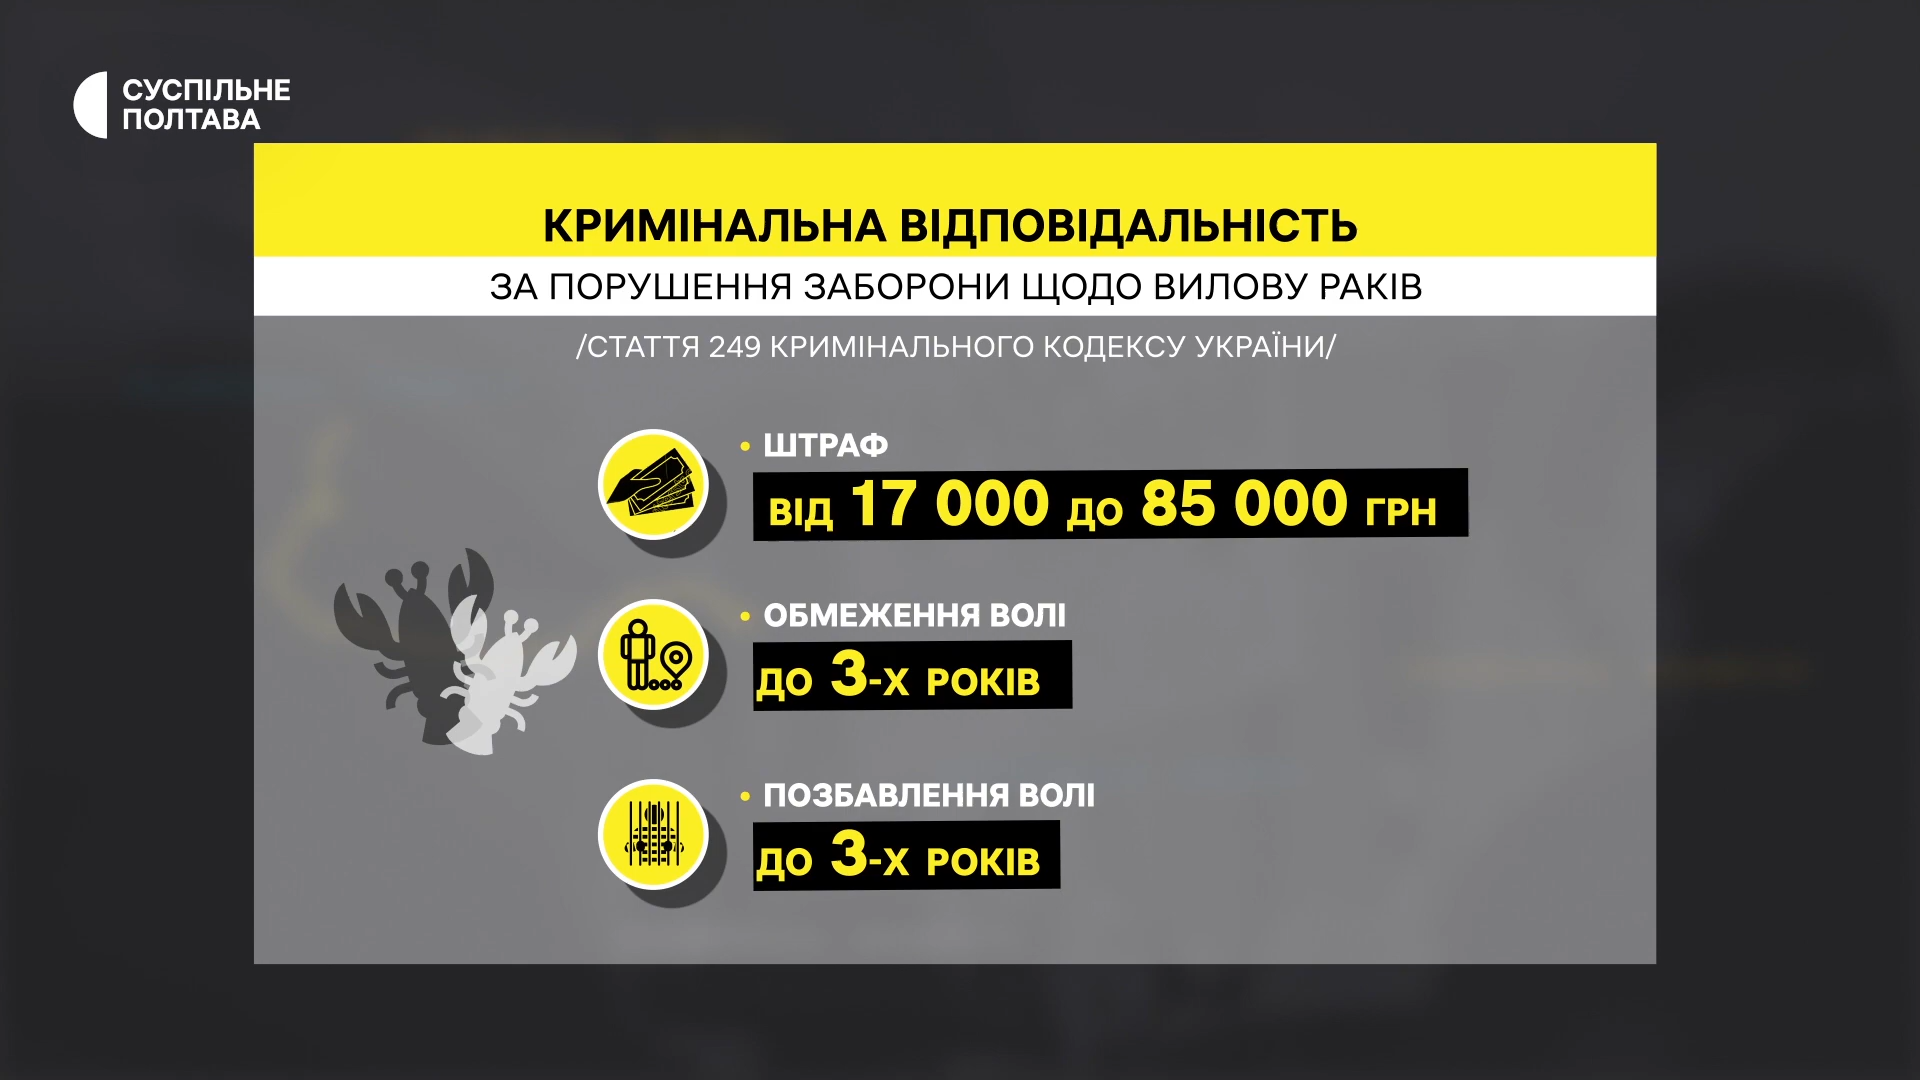 СУСПІЛЬНЕ
ПОЛТАВА
КРИМІНАЛЬНА ВІДПОВІДАЛЬНІСТЬ
ЗА ПОРУШЕННЯ ЗАБОРОНИ ЩОДО ВИЛОВУ РАКІВ
/СТАТТЯ 249 КРИМІНАЛЬНОГО КОДЕКСУ УКРАЇНИ/
• ШТРАФ
ВІД 17 000 ДО 85 000 ГРН
• ОБМЕЖЕННЯ ВОЛІ
ДО 3-Х РОКІВ
• ПОЗБАВЛЕННЯ ВОЛІ
ДО 3-Х РОКІВ